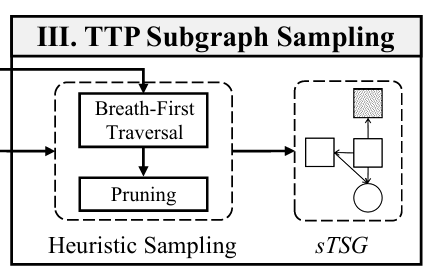 III. TTP Subgraph Sampling
Breath-First
Traversal
Pruning
Heuristic Sampling
sTSG